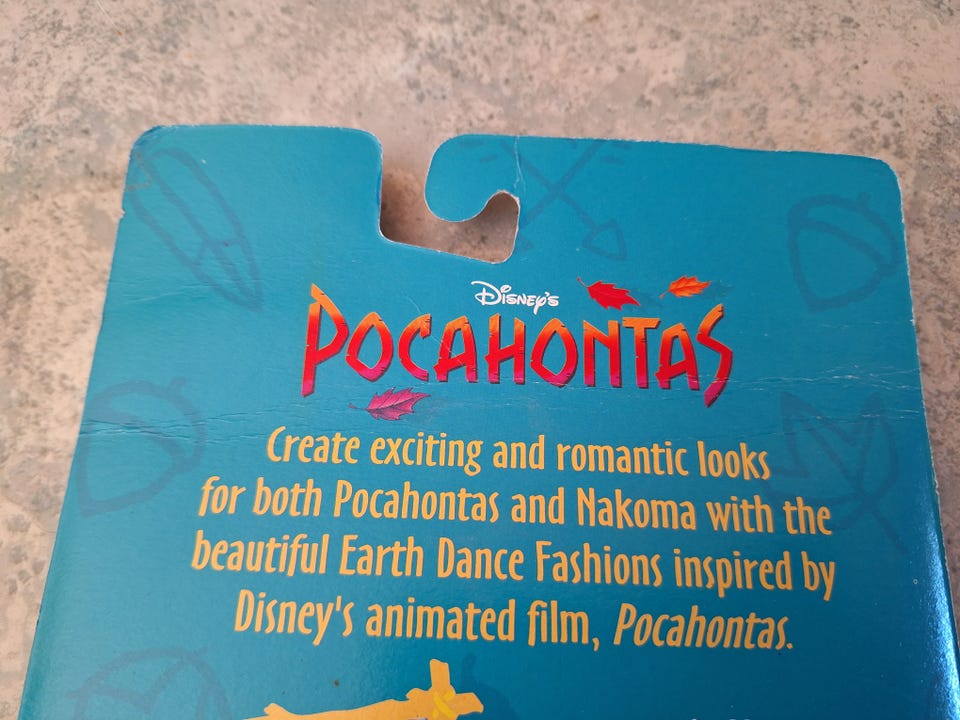 Disney's
POCAHONTAS
Create exciting and romantic looks
for both Pocahontas and Nakoma with the
beautiful Earth Dance Fashions inspired by
Disney's animated film, Pocahontas.